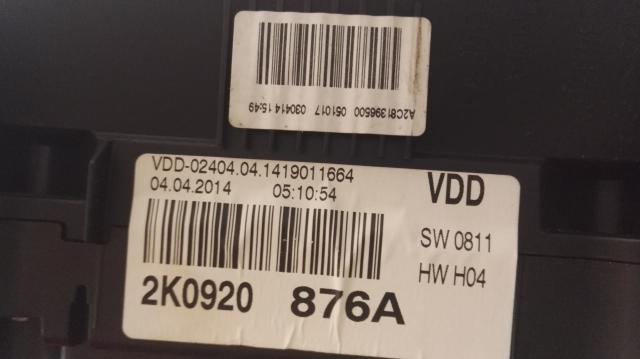 A2C81396500 051017 030414 15:49
VDD-02404.04.1419011664
04.04.2014 05:10:54
VDD
SW 0811
HW H04
2K0920 876A